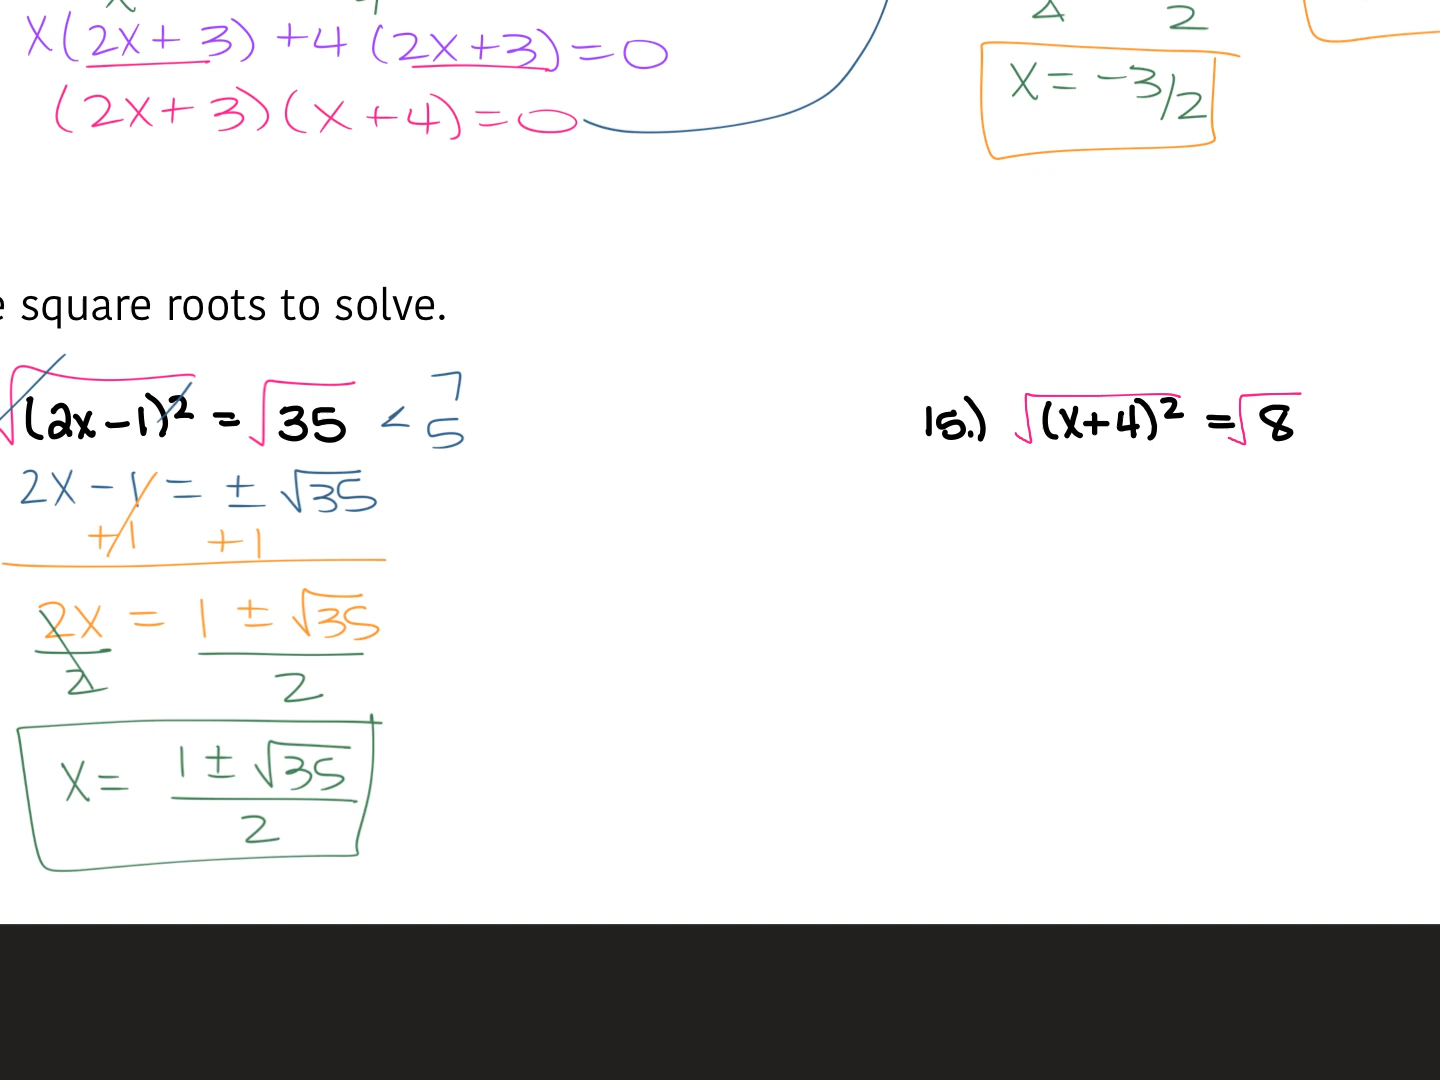 x(2x+3) +4(2x+3)=0
(2x+3)(x+4)=0
2
x = -3/2
square roots to solve.
√(2x-1)² = √35 < 7 5
2x - 1 = ± √35
+1 +1
2x = 1 ± √35
2 2
x = 1 ± √35
2
15.) √(x+4)² = √8